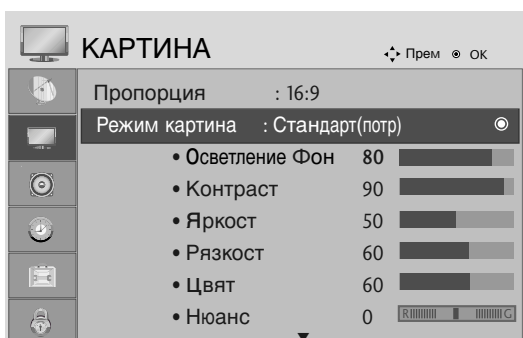 КАРТИНА Прем OK
Пропорция : 16:9
Режим картина : Стандарт(потр)
• Осветление Фон 80
• Контраст 90
• Яркост 50
• Рязкост 60
• Цвят 60
• Нюанс 0 R G